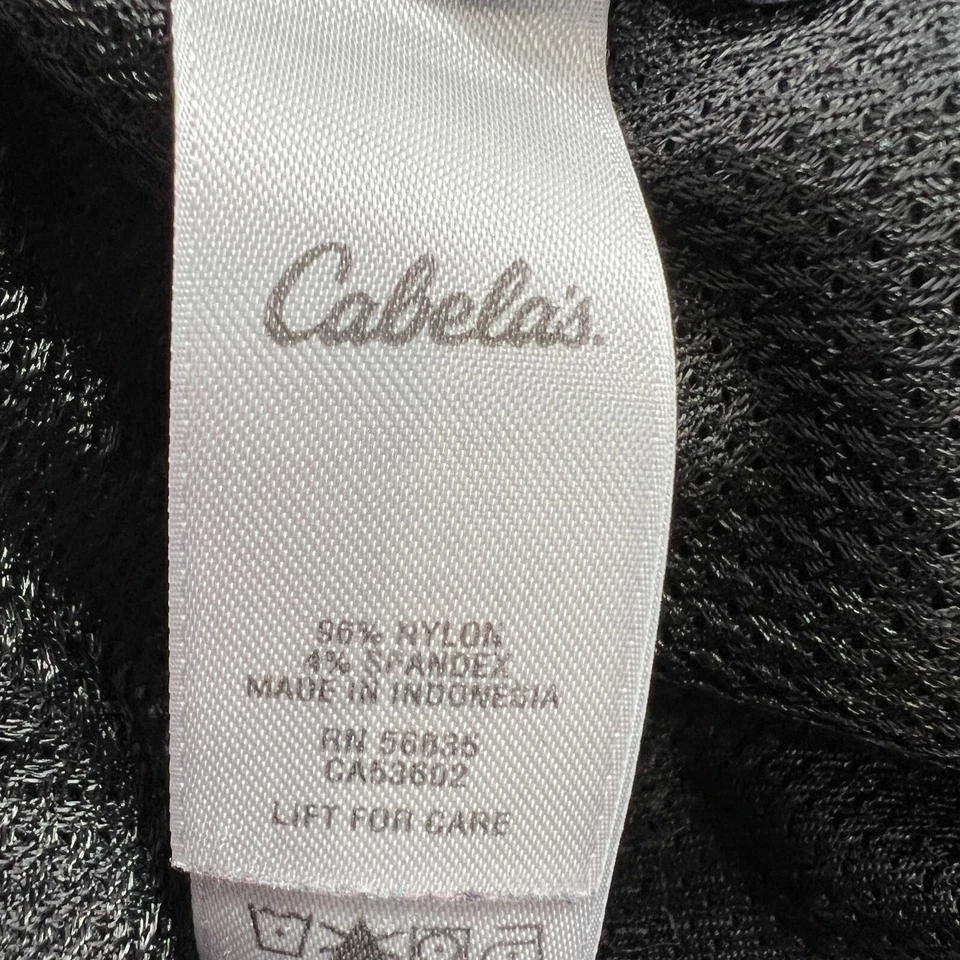 Cabela's.
96% NYLON
4% SPANDEX
MADE IN INDONESIA
RN 56835
CA53602
LIFT FOR CARE